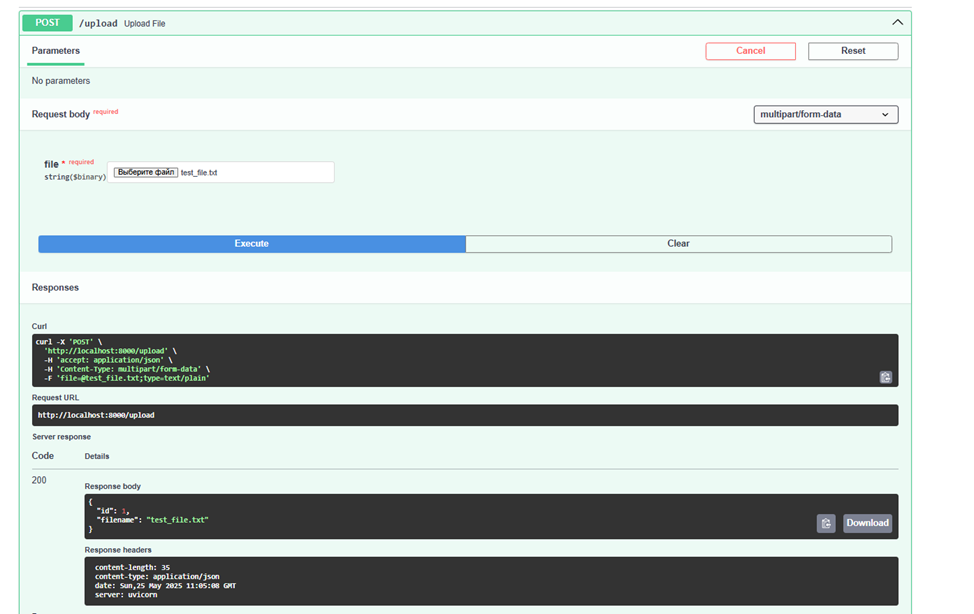 POST /upload Upload File
Parameters Cancel Reset
No parameters
Request body required multipart/form-data
file * required
string($binary) Выберите файл test_file.txt
Execute Clear
Responses
Curl
curl -X 'POST' \
'http://localhost:8000/upload' \
-H 'accept: application/json' \
-H 'Content-Type: multipart/form-data' \
-F 'file=@test_file.txt;type=text/plain'
Request URL
http://localhost:8000/upload
Server response
Code Details
200
Response body
{
"id": 1,
"filename": "test_file.txt"
}
Download
Response headers
content-length: 35
content-type: application/json
date: Sun,25 May 2025 11:05:08 GMT
server: uvicorn